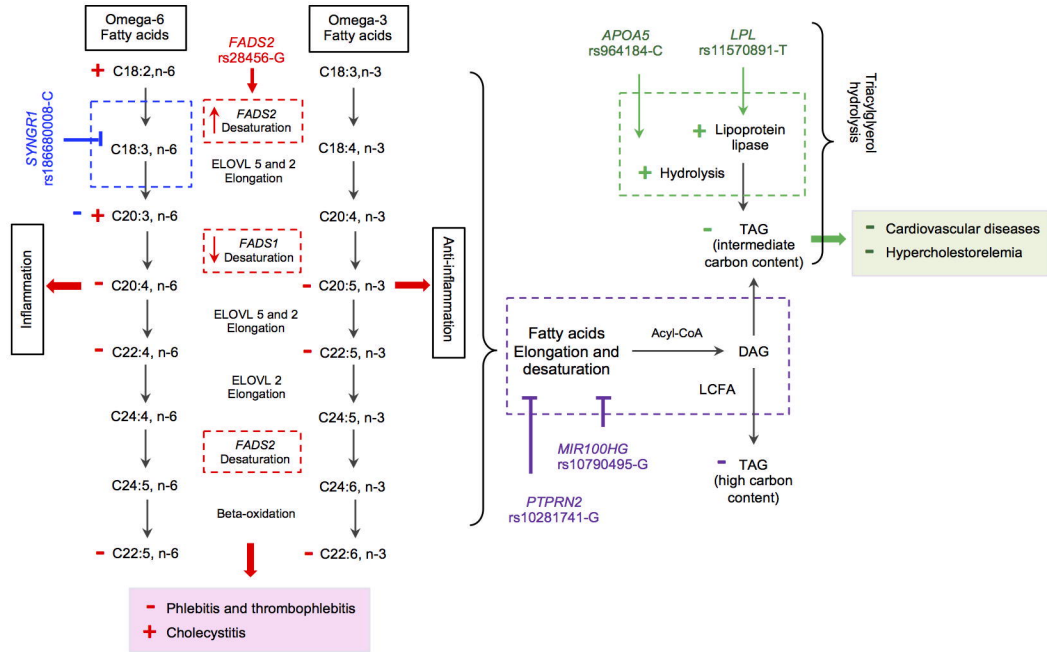 Omega-6
Fatty acids
Omega-3
Fatty Acids
FADS2
rs28456-G
SYNGR1
rs186680008-C
+ C18:2,n-6
C18:3, n-6
- + C20:3, n-6
- C20:4, n-6
- C22:4, n-6
C24:4, n-6
C24:5, n-6
- C22:5, n-6
FADS2
Desaturation
ELOVL 5 and 2
Elongation
FADS1
Desaturation
ELOVL 5 and 2
Elongation
ELOVL 2
Elongation
FADS2
Desaturation
Beta-oxidation
C18:3,n-3
C18:4, n-3
C20:4, n-3
- C20:5, n-3
- C22:5, n-3
C24:5, n-3
C24:6, n-3
- C22:6, n-3
Inflammation
Anti-inflammation
- Phlebitis and thrombophlebitis
+ Cholecystitis
APOA5
rs964184-C
LPL
rs11570891-T
+ Lipoprotein
lipase
+ Hydrolysis
Triacylglyerol
hydrolysis
- TAG
(intermediate
carbon content)
- Cardiovascular diseases
- Hypercholestorelemia
Fatty acids
Elongation and
desaturation
Acyl-CoA
DAG
LCFA
MIR100HG
rs10790495-G
PTPRN2
rs10281741-G
- TAG
(high carbon
content)